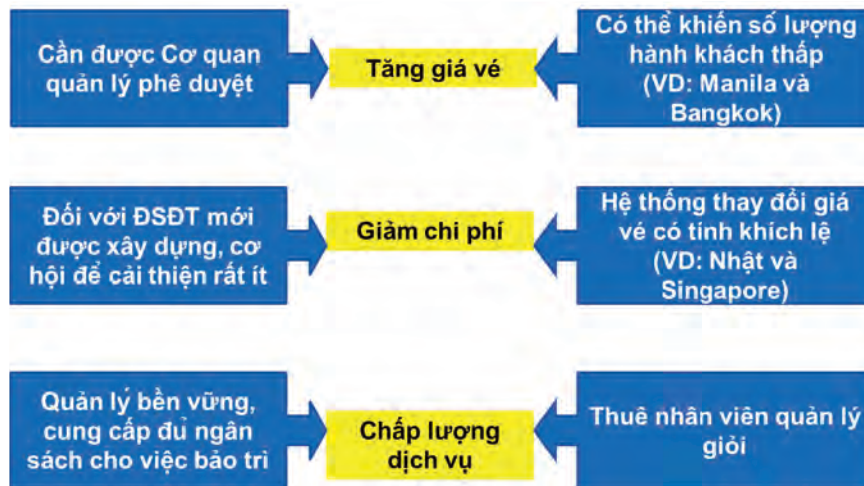 Cần được Cơ quan
quản lý phê duyệt
Tăng giá vé
Có thể khiến số lượng
hành khách thấp
(VD: Manila và
Bangkok)
Đối với ĐSĐT mới
được xây dựng, cơ
hội để cải thiện rất ít
Giảm chi phí
Hệ thống thay đổi giá
vé có tính khích lệ
(VD: Nhật và
Singapore)
Quản lý bền vững,
cung cấp đủ ngân
sách cho việc bảo trì
Chấp lượng
dịch vụ
Thuê nhân viên quản lý
giỏi